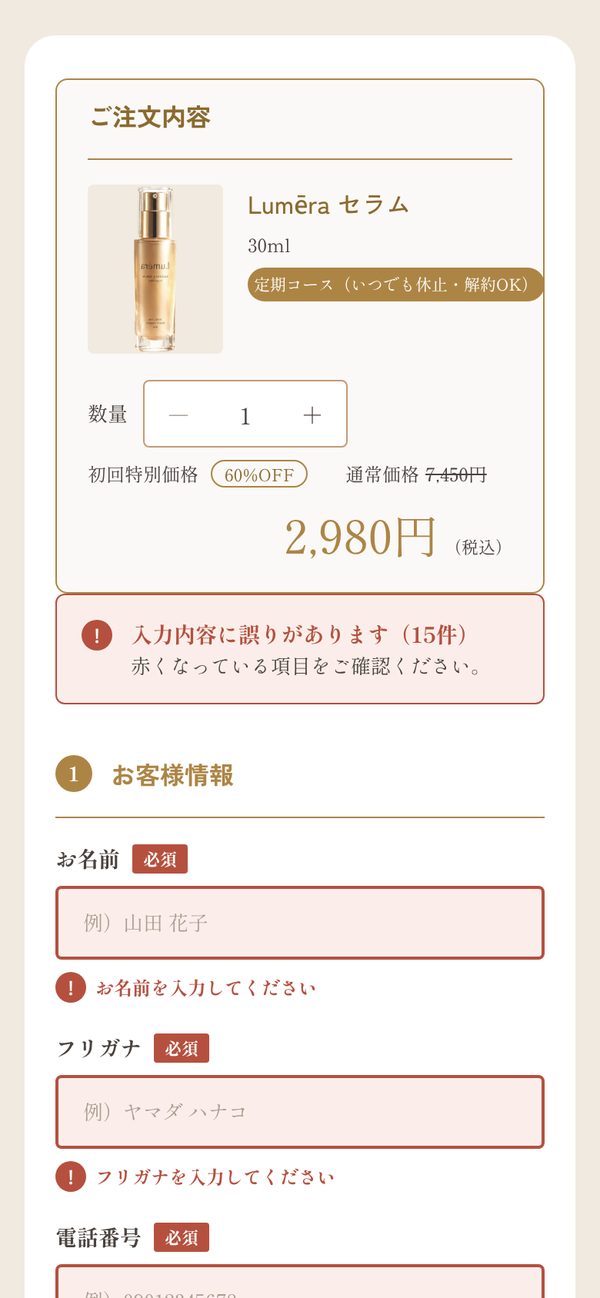 ご注文内容
Lumēra セラム
30ml
定期コース（いつでも休止・解約OK）
数量
− 1 +
初回特別価格 60%OFF 通常価格 7,450円
2,980円 （税込）
! 入力内容に誤りがあります（15件）
赤くなっている項目をご確認ください。
1 お客様情報
お名前 必須
例）山田 花子
! お名前を入力してください
フリガナ 必須
例）ヤマダ ハナコ
! フリガナを入力してください
電話番号 必須